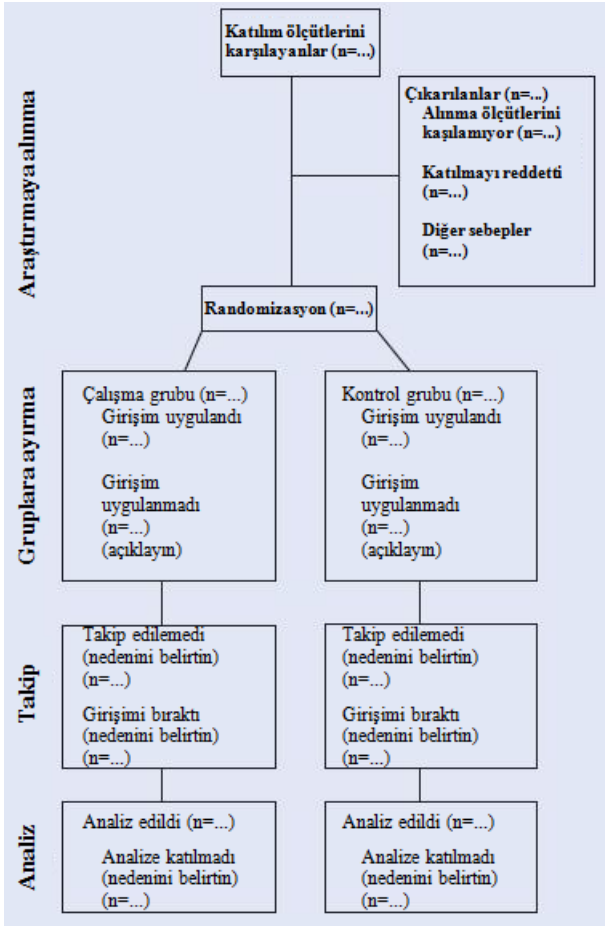 Katılım ölçütlerini
karşılayanlar (n=...)
Araştırmaya alınma
Çıkarılanlar (n=...)
Alınma ölçütlerini
kaşılamıyor (n=...)
Katılmayı reddetti
(n=...)
Diğer sebepler
(n=...)
Randomizasyon (n=...)
Gruplara ayırma
Çalışma grubu (n=...)
Girişim uygulandı
(n=...)
Girişim
uygulanmadı
(n=...)
(açıklayın)
Kontrol grubu (n=...)
Girişim uygulandı
(n=...)
Girişim
uygulanmadı
(n=...)
(açıklayın)
Takip
Takip edilemedi
(nedenini belirtin)
(n=...)
Girişimi bıraktı
(nedenini belirtin)
(n=...)
Takip edilemedi
(nedenini belirtin)
(n=...)
Girişimi bıraktı
(nedenini belirtin)
(n=...)
Analiz
Analiz edildi (n=...)
Analize katılmadı
(nedenini belirtin)
(n=...)
Analiz edildi (n=...)
Analize katılmadı
(nedenini belirtin)
(n=...)